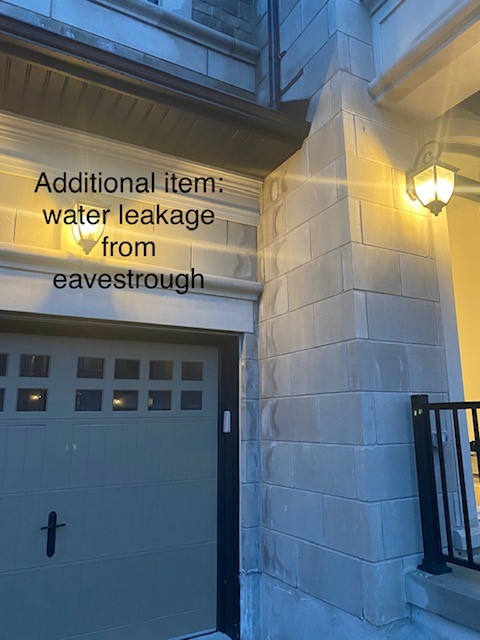 Additional item:
water leakage
from
eavestrough